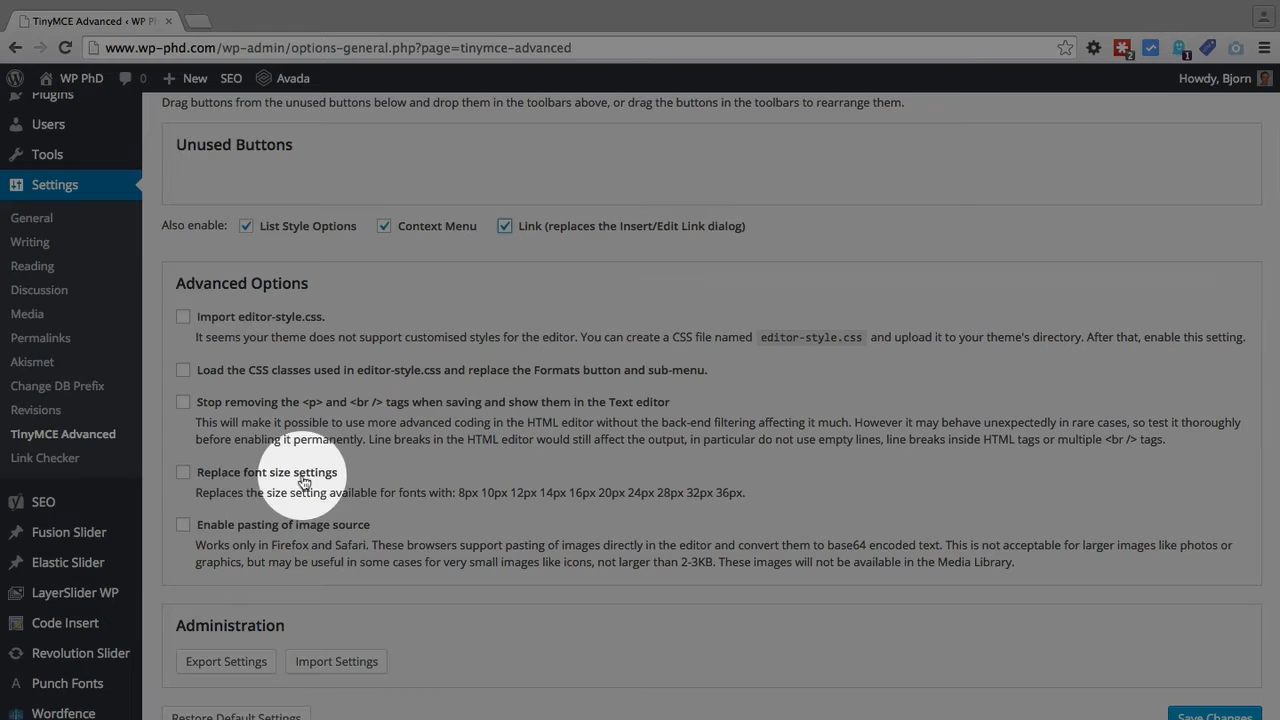 TinyMCE Advanced ‹ WP Ph
www.wp-phd.com/wp-admin/options-general.php?page=tinymce-advanced
2
1
WP PhD
0
New
SEO
Avada
Howdy, Bjorn
Plugins
Users
Tools
Settings
General
Writing
Reading
Discussion
Media
Permalinks
Akismet
Change DB Prefix
Revisions
TinyMCE Advanced
Link Checker
SEO
Fusion Slider
Elastic Slider
LayerSlider WP
Code Insert
Revolution Slider
Punch Fonts
Wordfence
Drag buttons from the unused buttons below and drop them in the toolbars above, or drag the buttons in the toolbars to rearrange them.
Unused Buttons
Also enable: List Style Options Context Menu Link (replaces the Insert/Edit Link dialog)
Advanced Options
Import editor-style.css.
It seems your theme does not support customised styles for the editor. You can create a CSS file named editor-style.css and upload it to your theme's directory. After that, enable this setting.
Load the CSS classes used in editor-style.css and replace the Formats button and sub-menu.
Stop removing the <p> and <br /> tags when saving and show them in the Text editor
This will make it possible to use more advanced coding in the HTML editor without the back-end filtering affecting it much. However it may behave unexpectedly in rare cases, so test it thoroughly
before enabling it permanently. Line breaks in the HTML editor would still affect the output, in particular do not use empty lines, line breaks inside HTML tags or multiple <br /> tags.
Replace font size settings
Replaces the size setting available for fonts with: 8px 10px 12px 14px 16px 20px 24px 28px 32px 36px.
Enable pasting of image source
Works only in Firefox and Safari. These browsers support pasting of images directly in the editor and convert them to base64 encoded text. This is not acceptable for larger images like photos or
graphics, but may be useful in some cases for very small images like icons, not larger than 2-3KB. These images will not be available in the Media Library.
Administration
Export Settings
Import Settings
Restore Default Settings
Save Changes